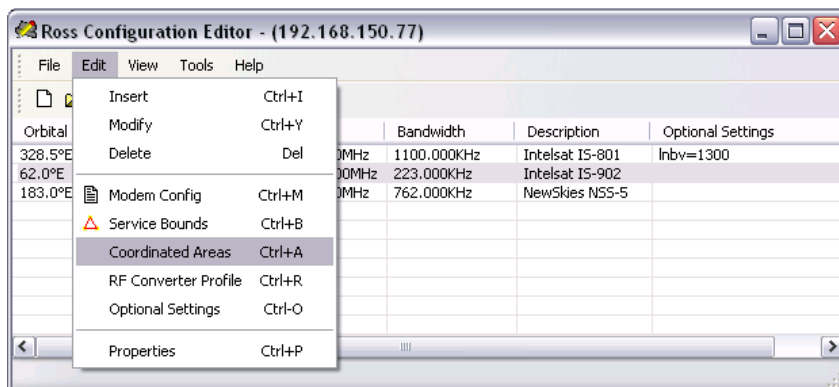 Ross Configuration Editor - (192.168.150.77)
File Edit View Tools Help
Insert Ctrl+I
Modify Ctrl+Y
Delete Del
Modem Config Ctrl+M
Service Bounds Ctrl+B
Coordinated Areas Ctrl+A
RF Converter Profile Ctrl+R
Optional Settings Ctrl-O
Properties Ctrl+P
Orbital Bandwidth Description Optional Settings
328.5°E 0MHz 1100.000KHz Intelsat IS-801 lnbv=1300
62.0°E 00MHz 223.000KHz Intelsat IS-902
183.0°E 0MHz 762.000KHz NewSkies NSS-5